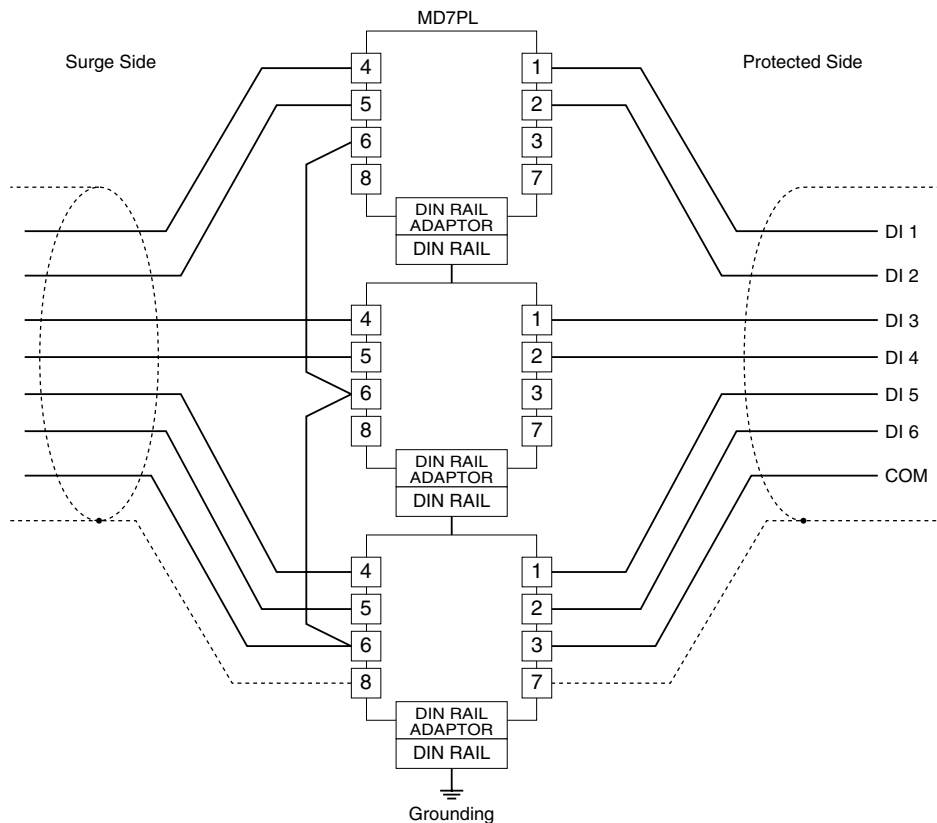 MD7PL
Surge Side
Protected Side
4
1
5
2
6
3
8
7
DIN RAIL
ADAPTOR
DIN RAIL
DI 1
DI 2
4
1
DI 3
5
2
DI 4
6
3
DI 5
8
7
DI 6
DIN RAIL
ADAPTOR
DIN RAIL
COM
4
1
5
2
6
3
8
7
DIN RAIL
ADAPTOR
DIN RAIL
Grounding